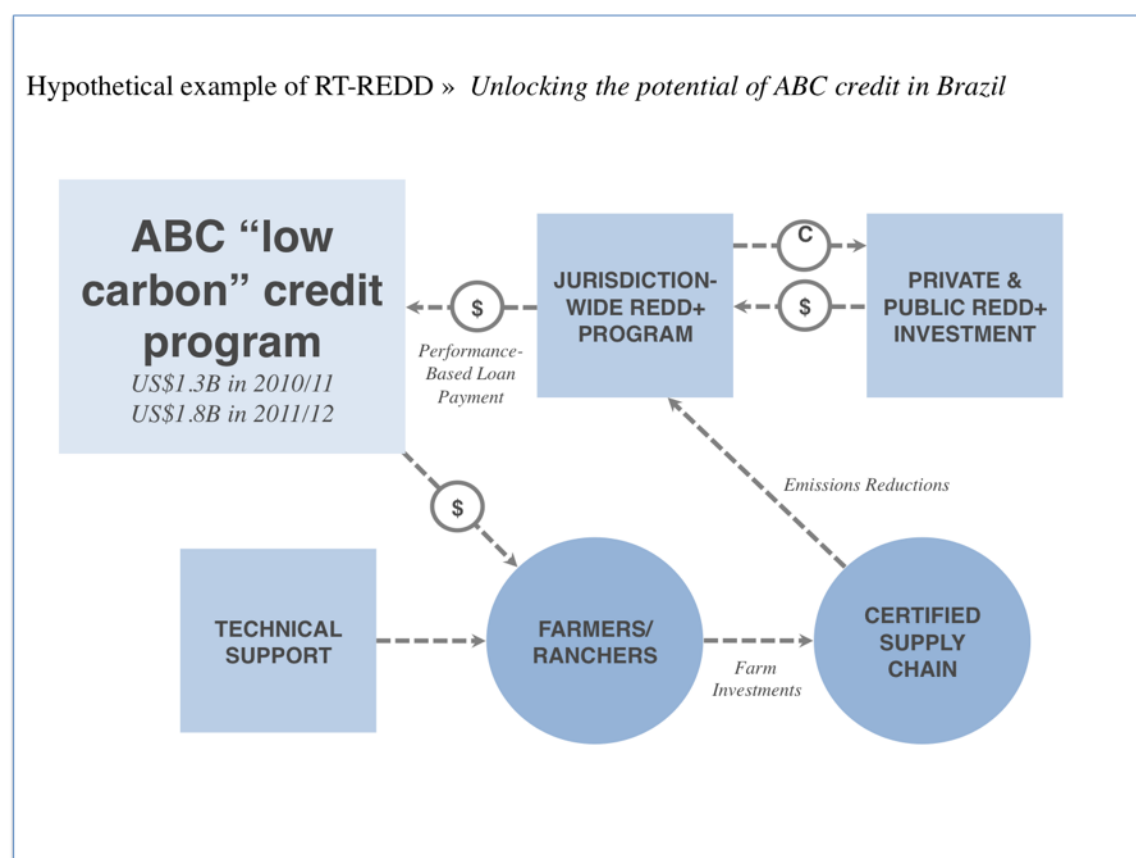 Hypothetical example of RT-REDD » Unlocking the potential of ABC credit in Brazil
ABC “low
carbon” credit
program
US$1.3B in 2010/11
US$1.8B in 2011/12
$
Performance-
Based Loan
Payment
JURISDICTION-
WIDE REDD+
PROGRAM
C
$
PRIVATE &
PUBLIC REDD+
INVESTMENT
$
Emissions Reductions
TECHNICAL
SUPPORT
FARMERS/
RANCHERS
Farm
Investments
CERTIFIED
SUPPLY
CHAIN